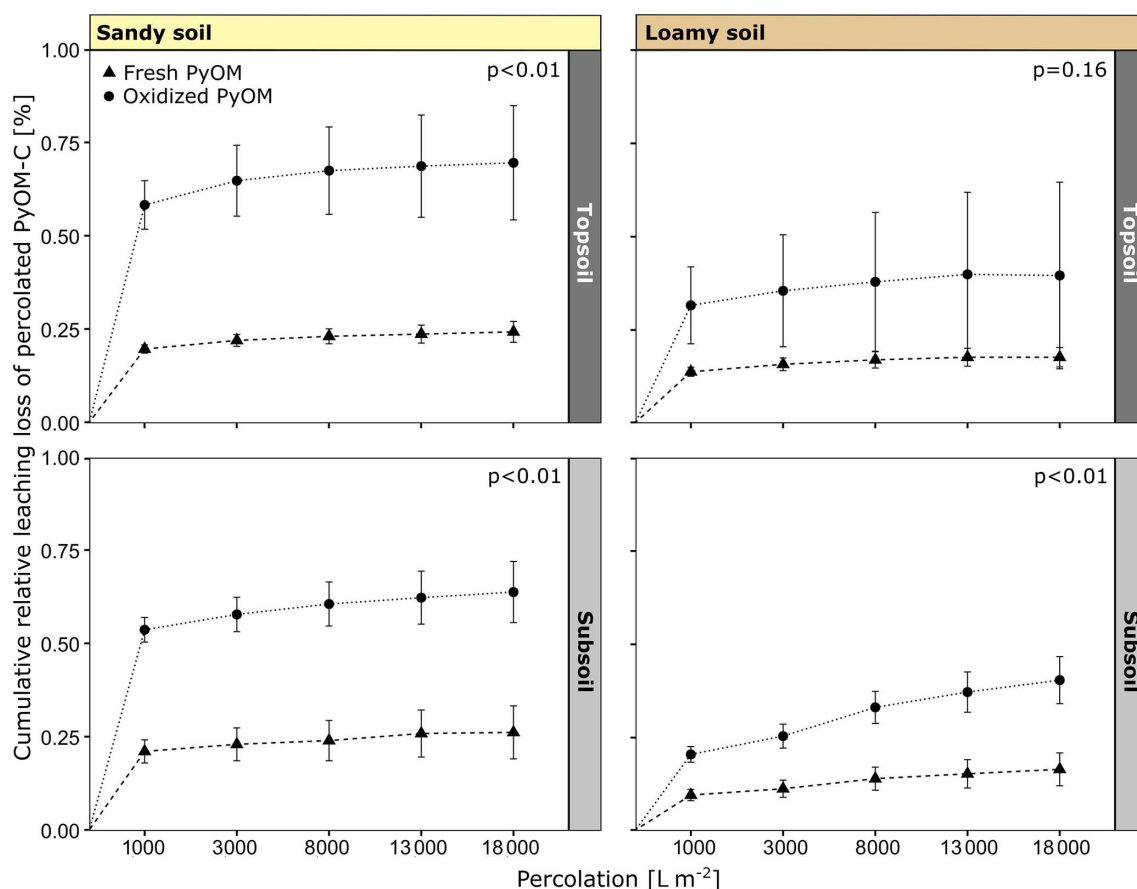 Sandy soil
Loamy soil
Cumulative relative leaching loss of percolated PyOM-C [%]
1.00
0.75
0.50
0.25
0.00
Fresh PyOM
Oxidized PyOM
p<0.01
Topsoil
p=0.16
Topsoil
1.00
0.75
0.50
0.25
0.00
p<0.01
Subsoil
p<0.01
Subsoil
1000 3000 8000 13000 18000
1000 3000 8000 13000 18000
Percolation [L m⁻²]